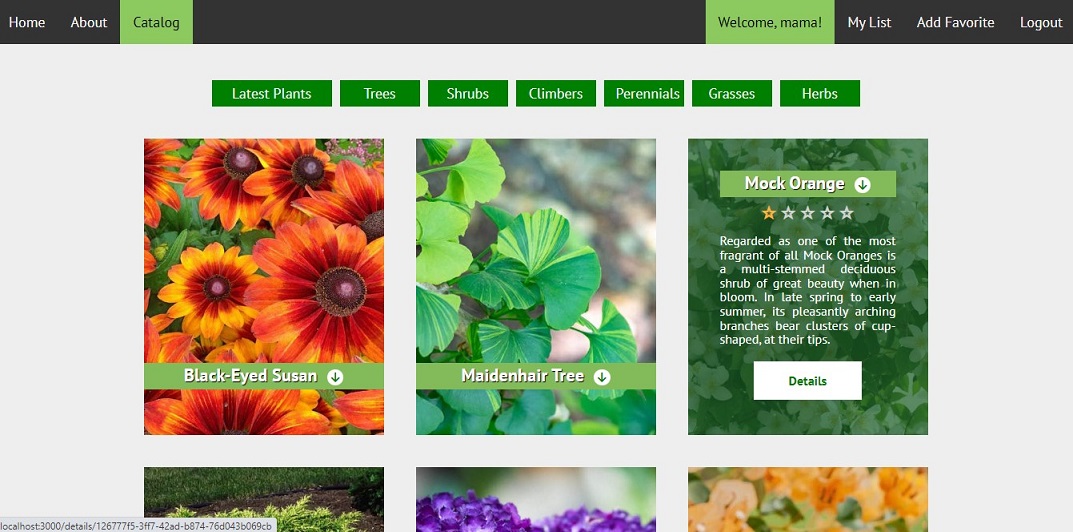 Home About Catalog Welcome, mama! My List Add Favorite Logout
Latest Plants Trees Shrubs Climbers Perennials Grasses Herbs
Mock Orange
Regarded as one of the most
fragrant of all Mock Oranges is
a multi-stemmed deciduous
shrub of great beauty when in
bloom. In late spring to early
summer, its pleasantly arching
branches bear clusters of cup-
shaped, at their tips.
Details
Black-Eyed Susan
Maidenhair Tree
localhost:3000/details/126777f5-3ff7-42ad-b874-76d043b069cb